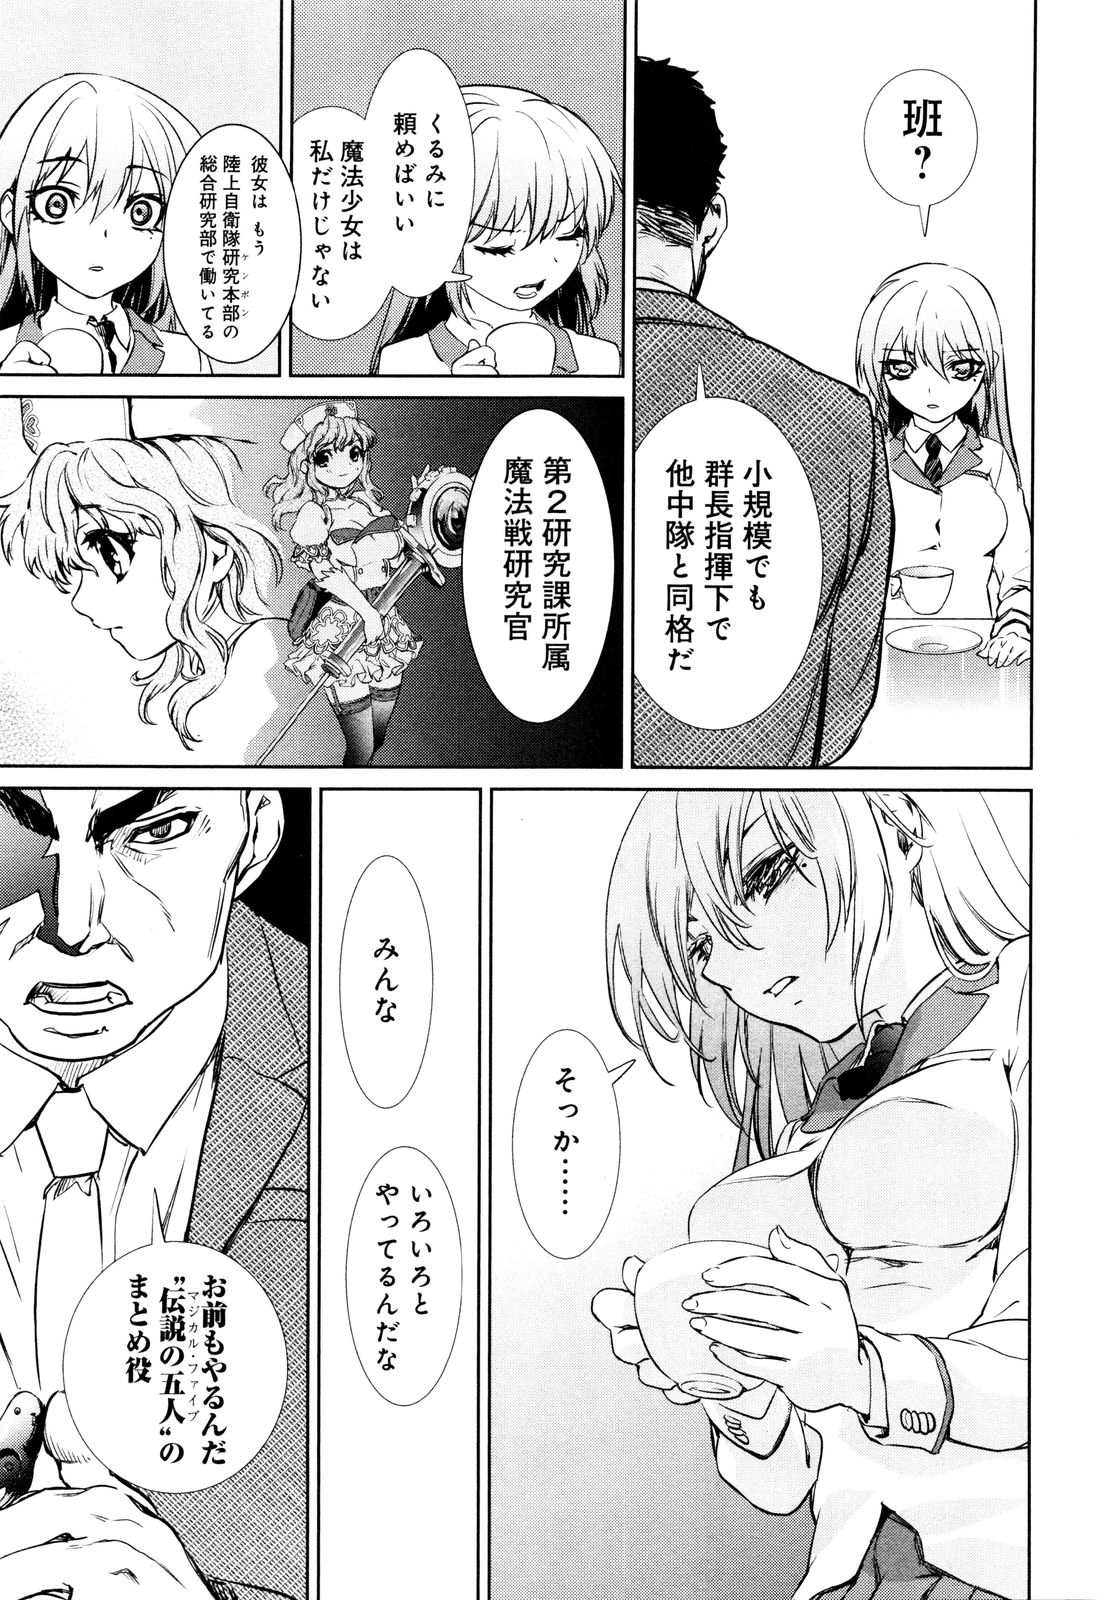 班?
小規模でも
群長指揮下で
他中隊と同格だ
くるみに
頼めばいい
魔法少女は
私だけじゃない
彼女は もう
陸上自衛隊研究本部の
ケンポン
総合研究部で働いてる
第2研究課所属
魔法戦研究官
そっか……
みんな
いろいろと
やってるんだな
お前もやるんだ
"伝説の五人"の
マジカル・ファイブ
まとめ役